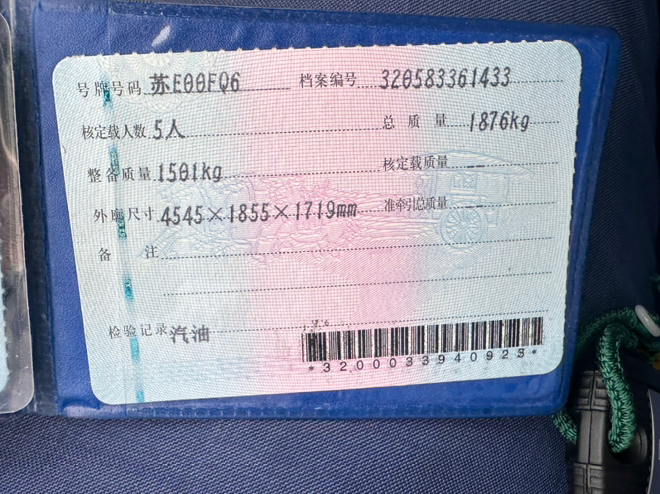 号牌号码 苏E00FQ6 档案编号 320583361433
核定载人数 5人 总质量 1876kg
整备质量 1501kg 核定载质量
外廓尺寸 4545×1855×1719mm 准牵引总质量
备注
检验记录 汽油
*3200033940923*